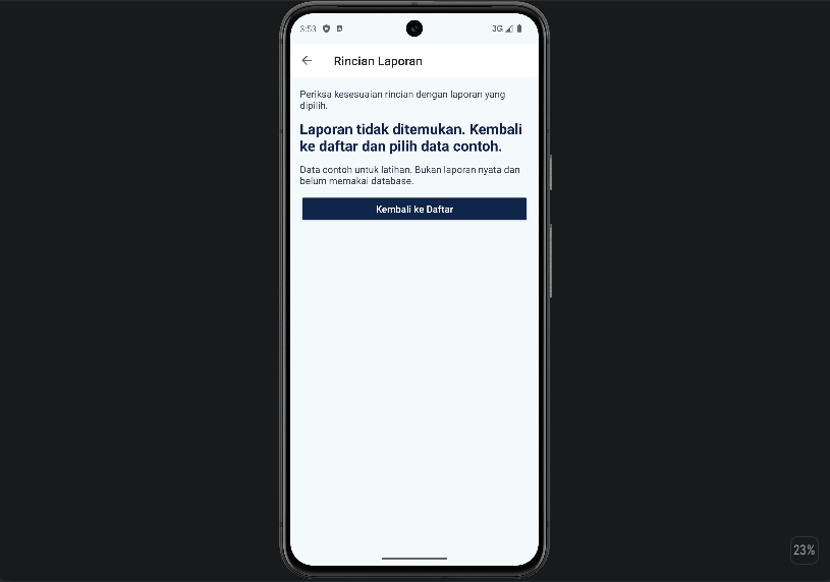 3:53
3G
Rincian Laporan
Periksa kesesuaian rincian dengan laporan yang
dipilih.
Laporan tidak ditemukan. Kembali
ke daftar dan pilih data contoh.
Data contoh untuk latihan. Bukan laporan nyata dan
belum memakai database.
Kembali ke Daftar
23%